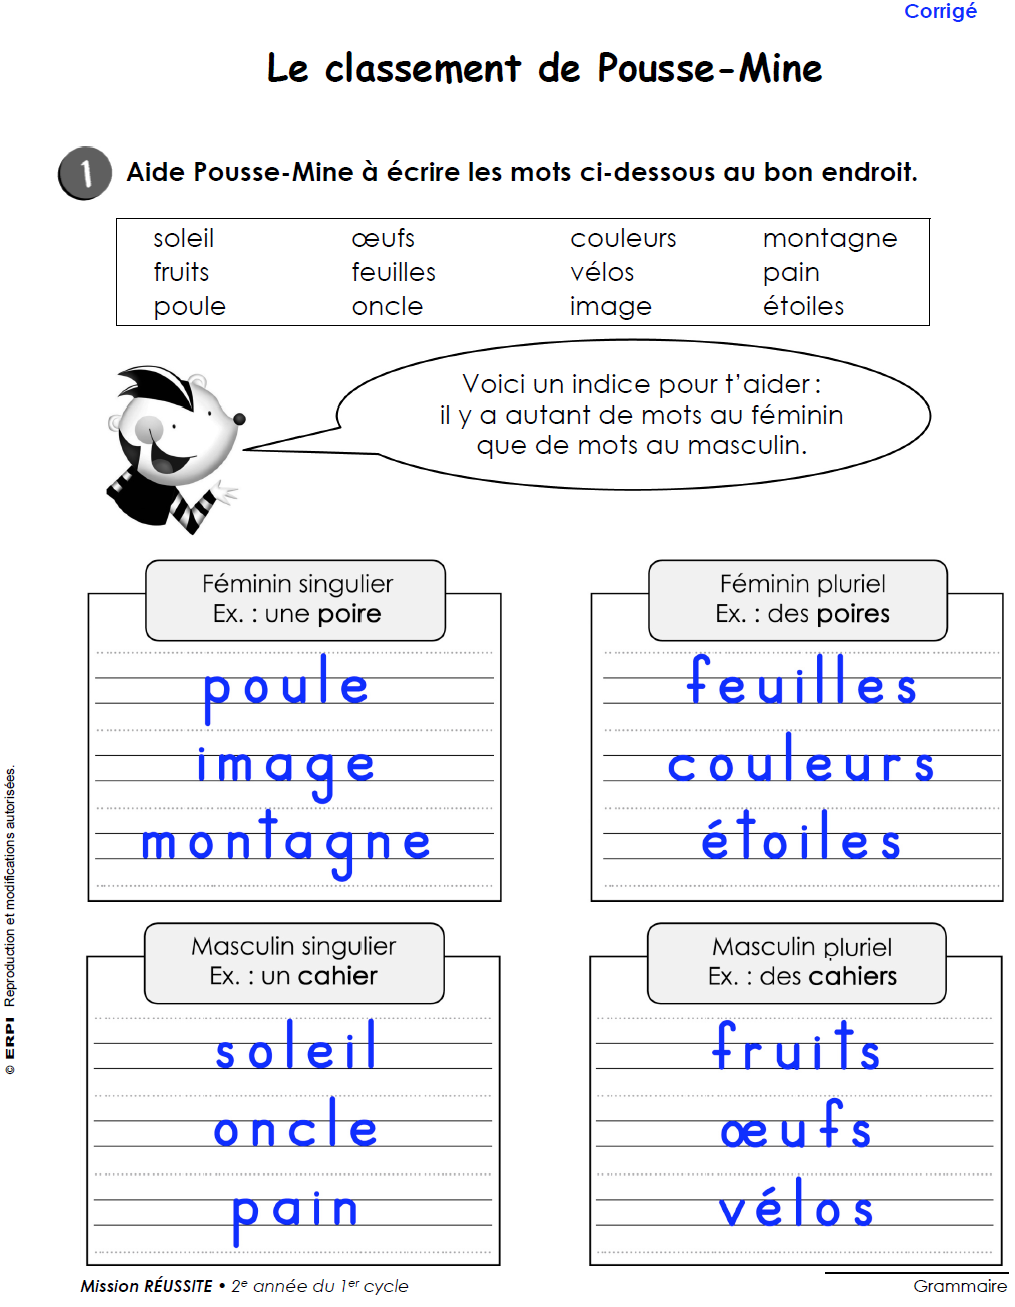 Corrigé
Le classement de Pousse-Mine
1 Aide Pousse-Mine à écrire les mots ci-dessous au bon endroit.
soleil œufs couleurs montagne
fruits feuilles vélos pain
poule oncle image étoiles
Voici un indice pour t’aider :
il y a autant de mots au féminin
que de mots au masculin.
Féminin singulier
Ex. : une poire
poule
image
montagne
Féminin pluriel
Ex. : des poires
feuilles
couleurs
étoiles
Masculin singulier
Ex. : un cahier
soleil
oncle
pain
Masculin pluriel
Ex. : des cahiers
fruits
œufs
vélos
© ERPI Reproduction et modifications autorisées.
Mission RÉUSSITE • 2e année du 1er cycle
Grammaire